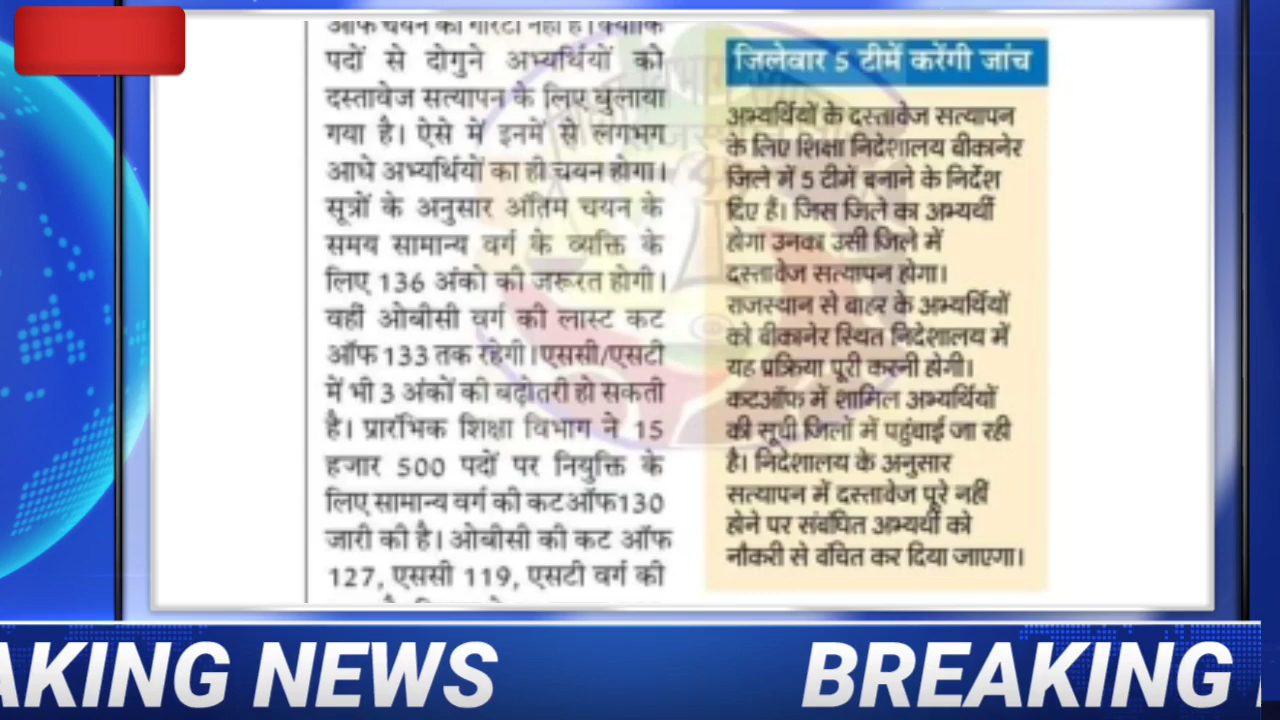 ऑफ चयन की गारंटी नहीं है। क्योंकि
पदों से दोगुने अभ्यर्थियों को
दस्तावेज सत्यापन के लिए बुलाया
गया है। ऐसे में इनमें से लगभग
आधे अभ्यर्थियों का ही चयन होगा।
सूत्रों के अनुसार अंतिम चयन के
समय सामान्य वर्ग के व्यक्ति के
लिए 136 अंको की जरूरत होगी।
वहीं ओबीसी वर्ग की लास्ट कट
ऑफ 133 तक रहेगी।एससी/एसटी
में भी 3 अंकों की बढ़ोतरी हो सकती
है। प्रारंभिक शिक्षा विभाग ने 15
हजार 500 पदों पर नियुक्ति के
लिए सामान्य वर्ग की कटऑफ130
जारी की है। ओबीसी की कट ऑफ
127, एससी 119, एसटी वर्ग की
जिलेवार 5 टीमें करेंगी जांच
अभ्यर्थियों के दस्तावेज सत्यापन
के लिए शिक्षा निदेशालय बीकानेर
जिले में 5 टीमें बनाने के निर्देश
दिए हैं। जिस जिले का अभ्यर्थी
होगा उनका उसी जिले में
दस्तावेज सत्यापन होगा।
राजस्थान से बाहर के अभ्यर्थियों
को बीकानेर स्थित निदेशालय में
यह प्रक्रिया पूरी करनी होगी।
कटऑफ में शामिल अभ्यर्थियों
की सूची जिलों में पहुंचाई जा रही
है। निदेशालय के अनुसार
सत्यापन में दस्तावेज पूरे नहीं
होने पर संबंधित अभ्यर्थी को
नौकरी से वंचित कर दिया जाएगा।
AKING NEWS BREAKING